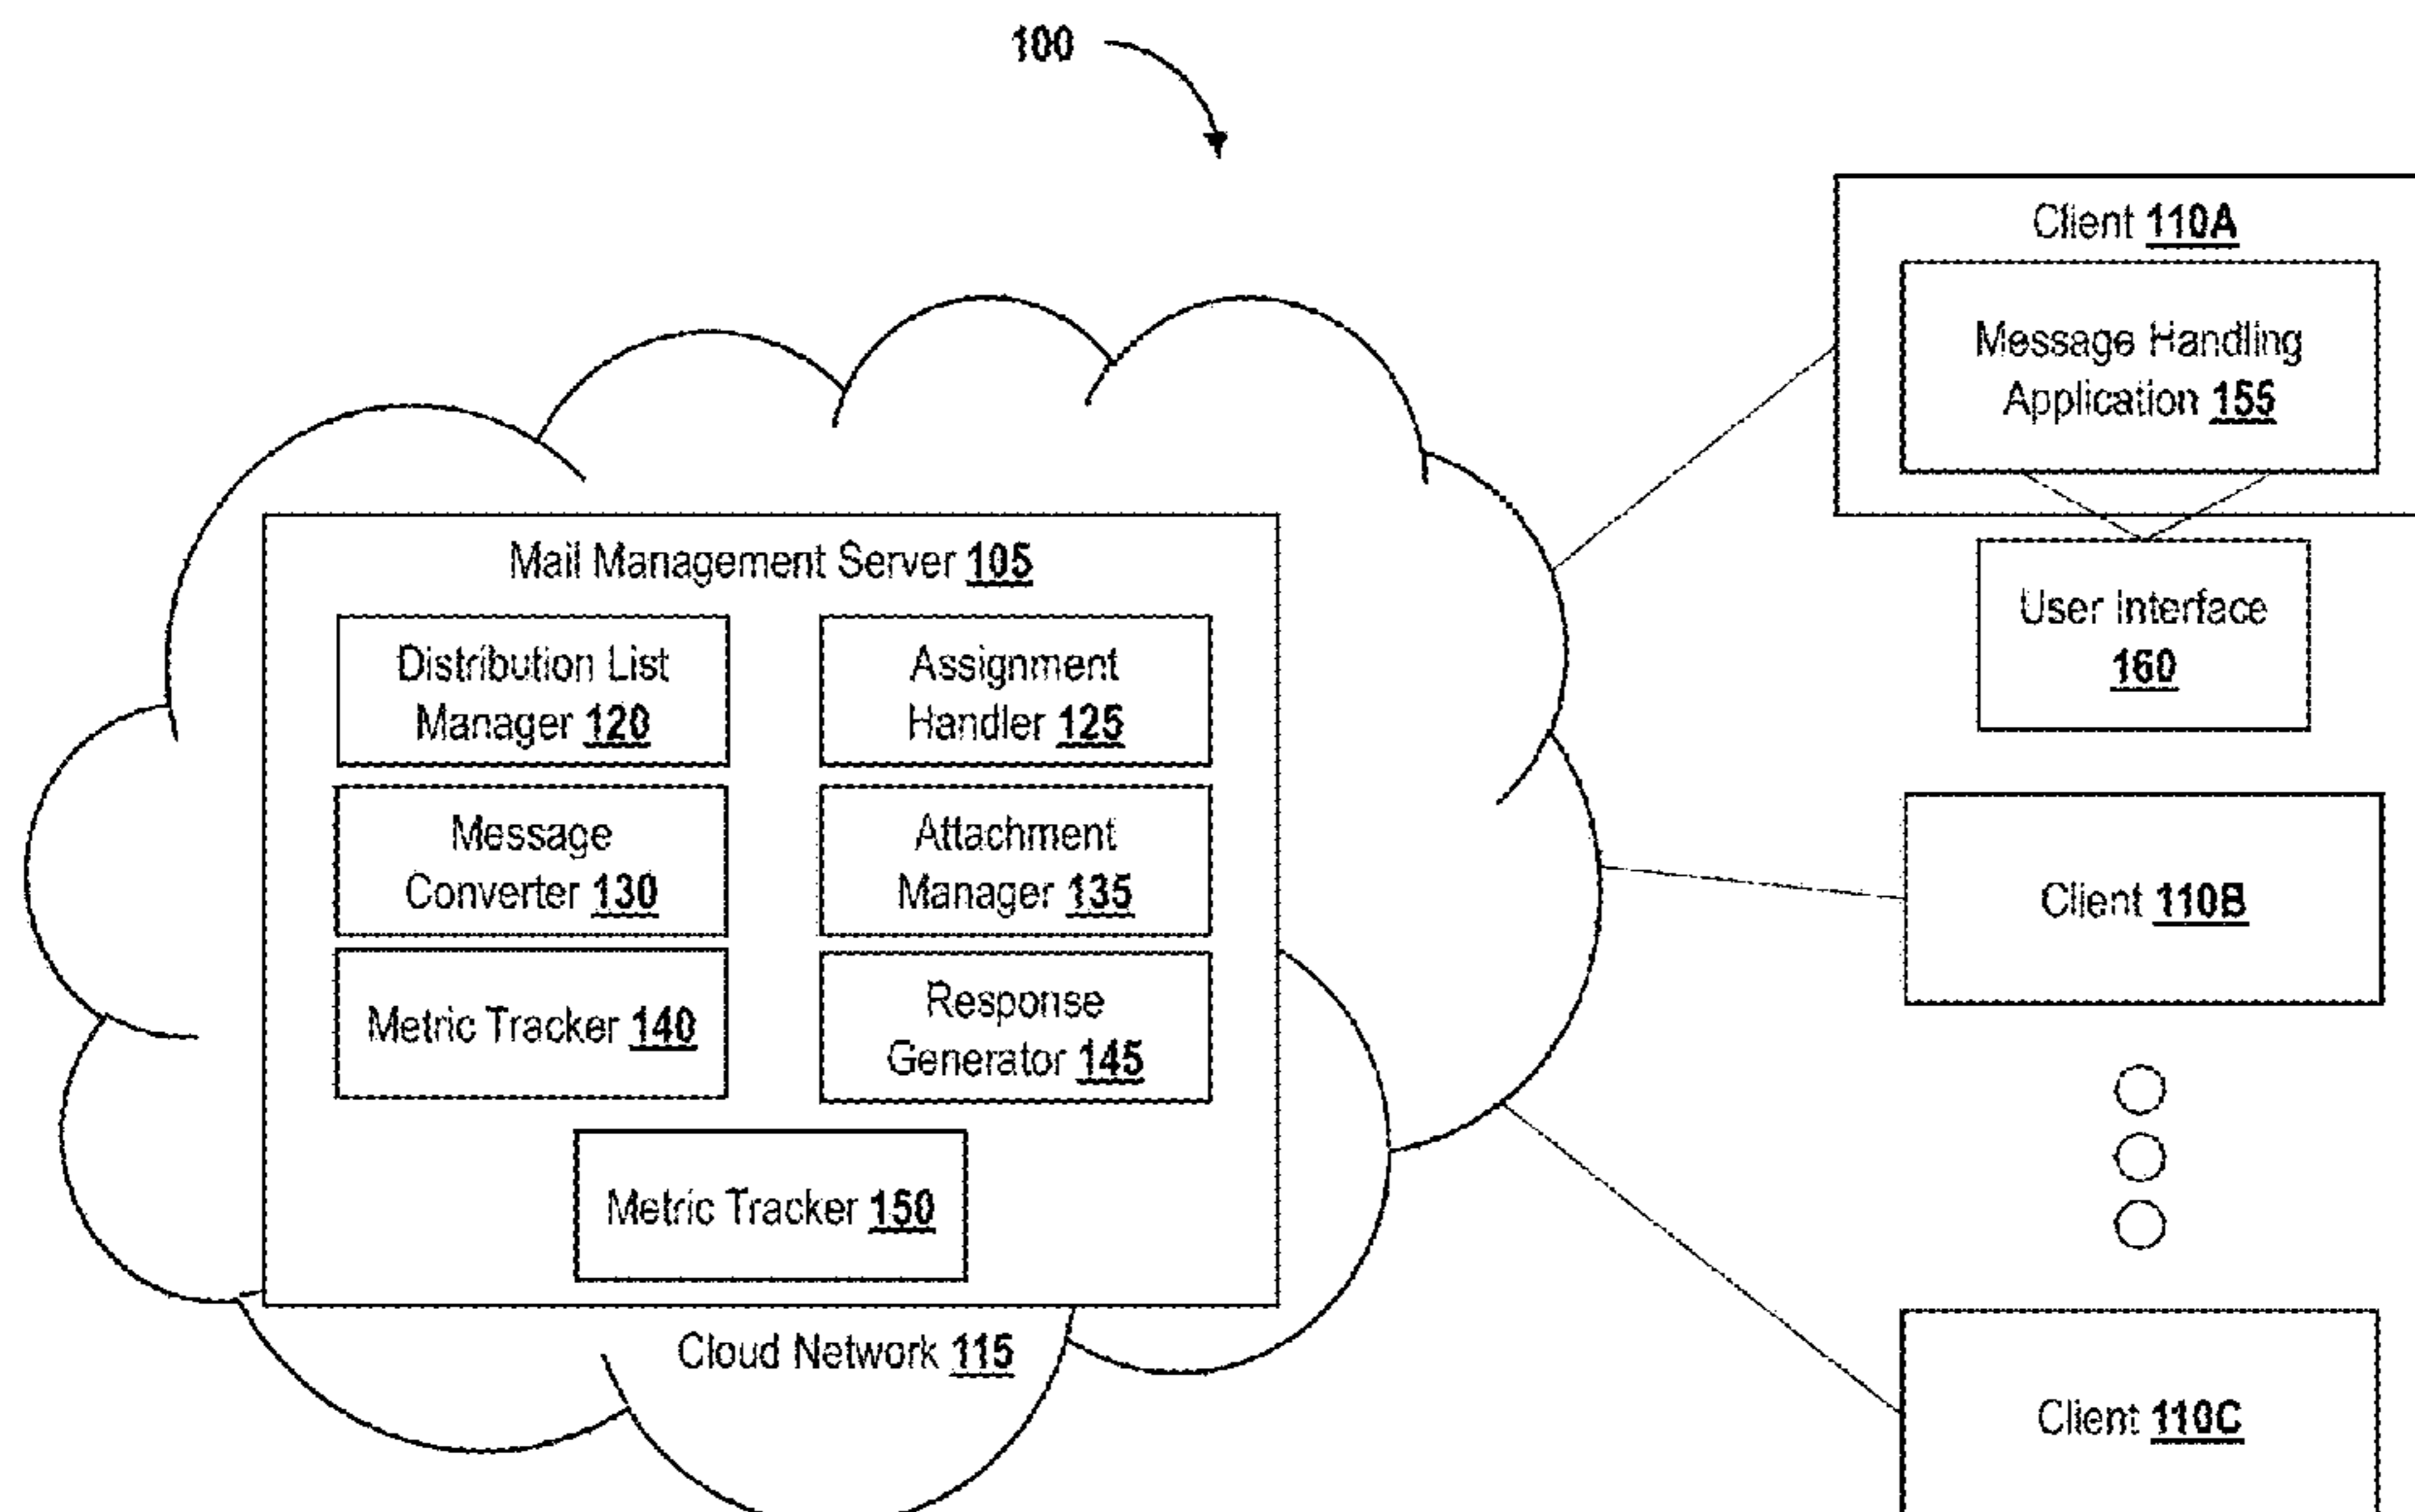 100
Client 110A
Message Handling
Application 155
User Interface
160
Mail Management Server 105
Distribution List
Manager 120
Assignment
Handler 125
Message
Converter 130
Attachment
Manager 135
Metric Tracker 140
Response
Generator 145
Metric Tracker 150
Cloud Network 115
Client 110B
Client 110C